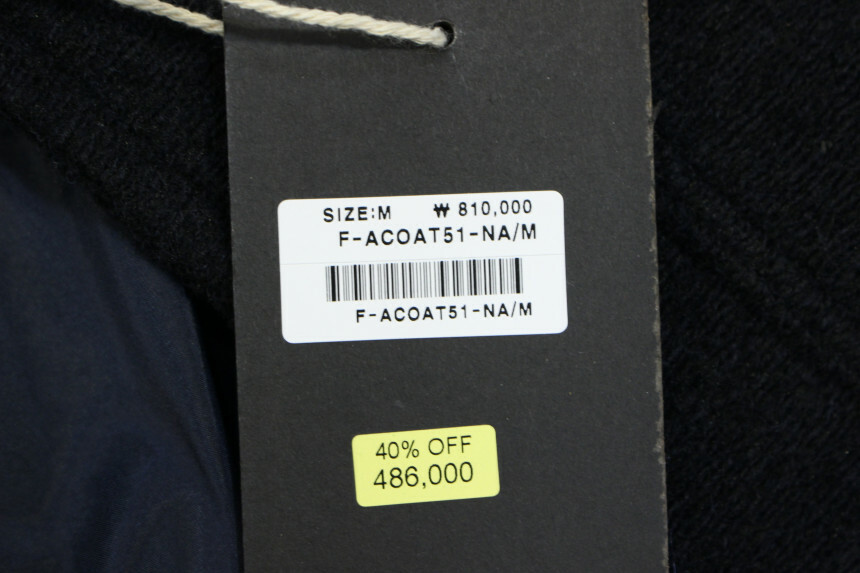 SIZE:M ₩ 810,000
F-ACOAT51-NA/M
F-ACOAT51-NA/M
40% OFF
486,000